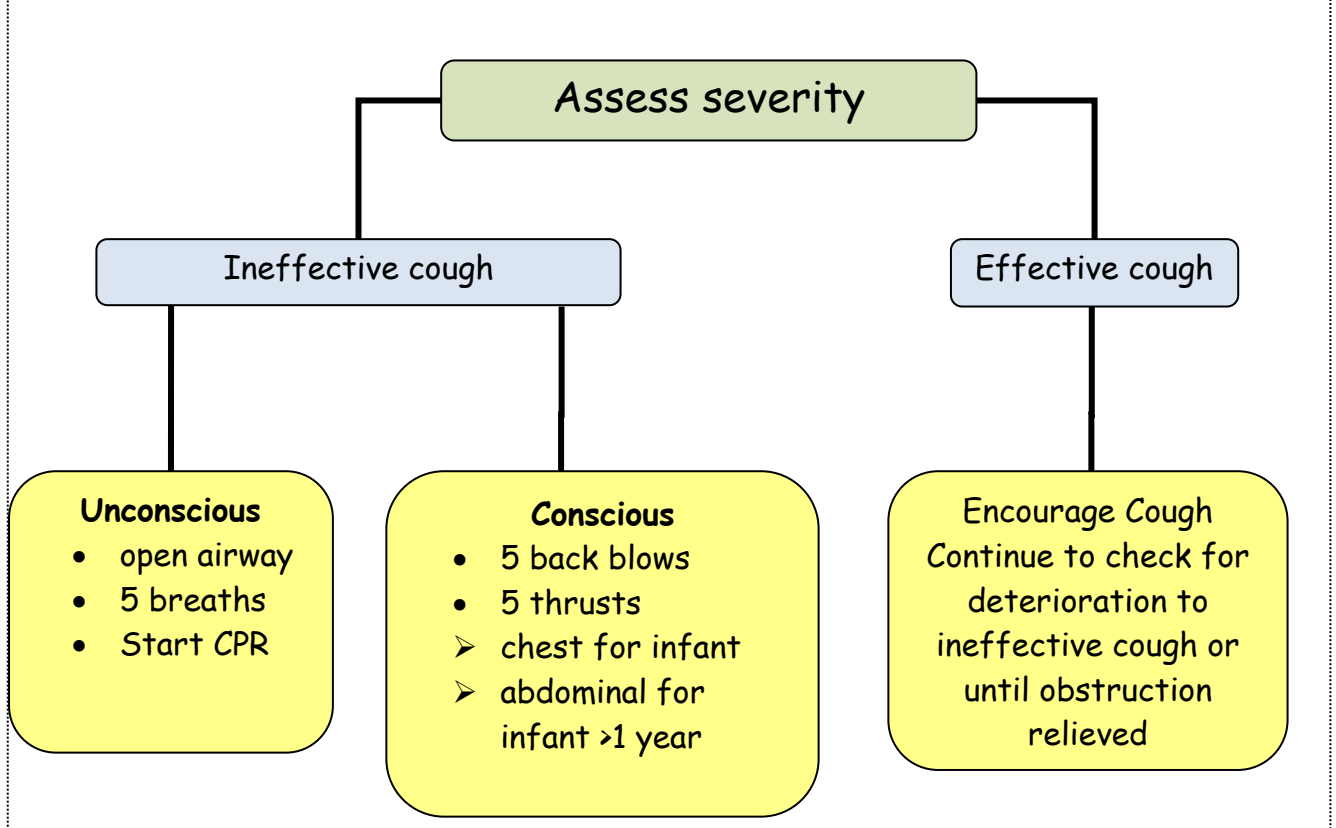 Assess severity
Ineffective cough
Effective cough
Unconscious
• open airway
• 5 breaths
• Start CPR
Conscious
• 5 back blows
• 5 thrusts
➢ chest for infant
➢ abdominal for
infant >1 year
Encourage Cough
Continue to check for
deterioration to
ineffective cough or
until obstruction
relieved